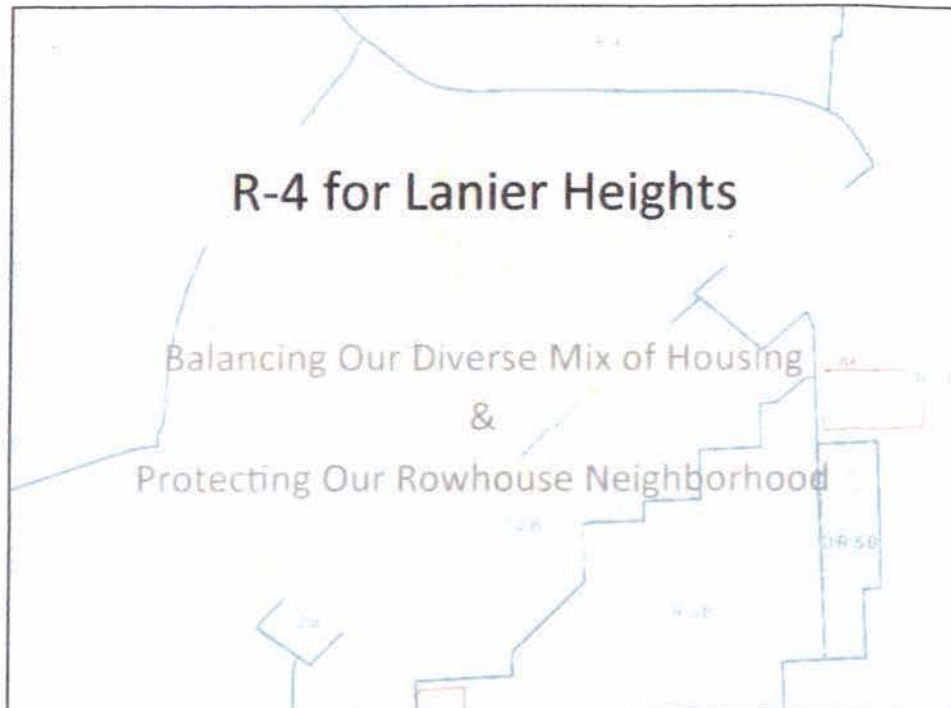 R-4 for Lanier Heights
Balancing Our Diverse Mix of Housing
&
Protecting Our Rowhouse Neighborhood